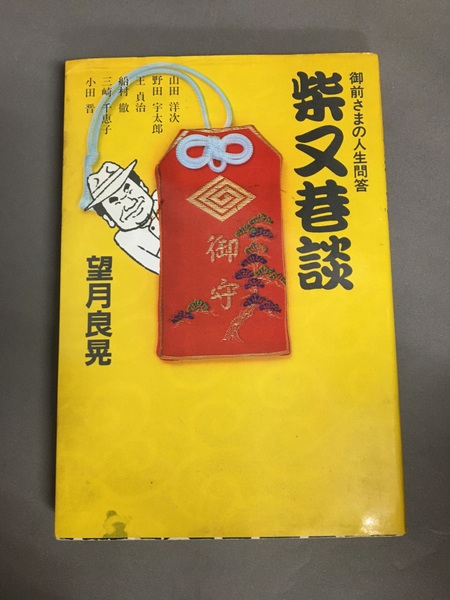 御前さまの人生問答
柴又巷談
山田 洋次
野田 宇太郎
王 貞治
船村 徹
三崎 千恵子
小田 晋
御守
望月良晃